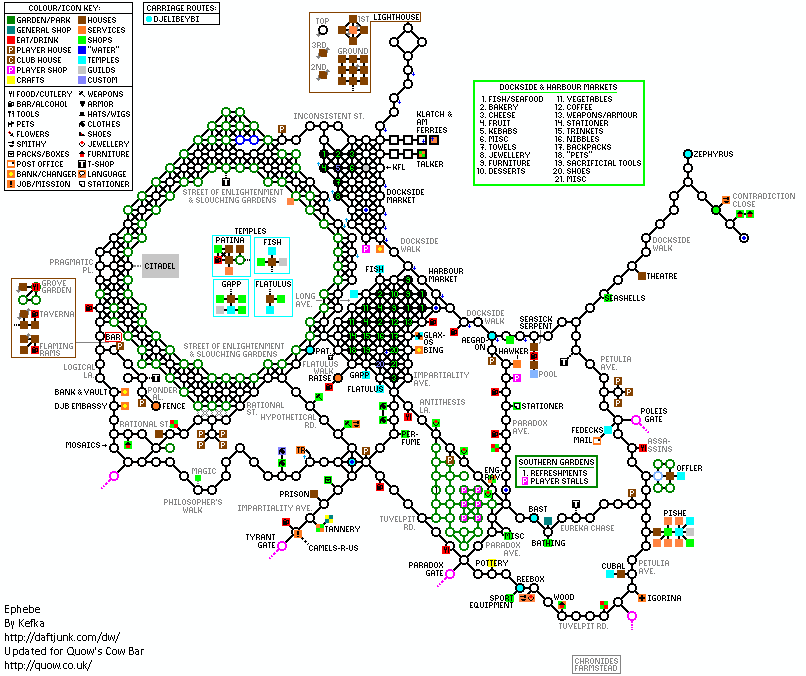 COLOUR/ICON KEY:
GARDEN/PARK
HOUSES
GENERAL SHOP
SERVICES
EAT/DRINK
SHOPS
P PLAYER HOUSE
"WATER"
C CLUB HOUSE
TEMPLES
P PLAYER SHOP
GUILDS
CRAFTS
CUSTOM
FOOD/CUTLERY
WEAPONS
BAR/ALCOHOL
ARMOR
TOOLS
HATS/WIGS
PETS
CLOTHES
FLOWERS
SHOES
SMITHY
JEWELLERY
PACKS/BOXES
FURNITURE
POST OFFICE
T-SHOP
BANK/CHANGER
LANGUAGE
JOB/MISSION
STATIONER
CARRIAGE ROUTES:
DJELIBEYBI
TOP
1ST
3RD
GROUND
2ND
LIGHTHOUSE
INCONSISTENT ST.
KLATCH &
AM
FERRIES
TALKER
←KFL
DOCKSIDE
MARKET
DOCKSIDE & HARBOUR MARKETS
1. FISH/SEAFOOD
2. BAKERY
3. CHEESE
4. FRUIT
5. KEBABS
6. MISC
7. TOWELS
8. JEWELLERY
9. FURNITURE
10. DESSERTS
11. VEGETABLES
12. COFFEE
13. WEAPONS/ARMOUR
14. STATIONER
15. TRINKETS
16. NIBBLES
17. BACKPACKS
18. "PETS"
19. SACRIFICIAL TOOLS
20. SHOES
21. MISC
ZEPHYRUS
CONTRADICTION
CLOSE
DOCKSIDE
WALK
THEATRE
SEASHELLS
STREET OF ENLIGHTENMENT
& SLOUCHING GARDENS
TEMPLES
PATINA
FISH
GAPP
FLATULUS
PRAGMATIC
PL.
CITADEL
DOCKSIDE
WALK
FISH
HARBOUR
MARKET
LONG
AVE.
GROVE
GARDEN
TAVERNA
FLAMING
RAMS
BAR
STREET OF ENLIGHTENMENT
& SLOUCHING GARDENS
DOCKSIDE
WALK
SEASICK
SERPENT
AEGAD-
ON
GLAX-
OS
BING
PAT.
FLATULUS
WALK
RAISE
GAPP
FLATULUS
IMPARTIALITY
AVE.
HAWKER
POOL
PETULIA
AVE.
LOGICAL
LA.
PONDER
AL.
BANK & VAULT
DJB EMBASSY
FENCE
RATIONAL
ST.
HYPOTHETICAL
RD.
ANTITHESIS
LA.
STATIONER
PARADOX
AVE.
POLEIS
GATE
RATIONAL ST.
MOSAICS→
PER-
FUME
FEDECKS
MAIL
ASSA-
SSINS
MAGIC
TR
ENG-
RAV
SOUTHERN GARDENS
1. REFRESHMENTS
P PLAYER STALLS
OFFLER
PHILOSOPHER'S
WALK
PRISON
IMPARTIALITY AVE.
TANNERY
TYRANT
GATE
CAMELS-R-US
TUVELPIT
RD.
BAST
BATHING
EUREKA CHASE
PISHE
MISC
PARADOX
AVE.
PARADOX
GATE
POTTERY
REEBOX
SPORT
EQUIPMENT
WOOD
CUBAL
PETULIA
AVE.
IGORINA
TUVELPIT RD.
CHRONIDES
FARMSTEAD
Ephebe
By Kefka
http://daftjunk.com/dw/
Updated for Quow's Cow Bar
http://quow.co.uk/